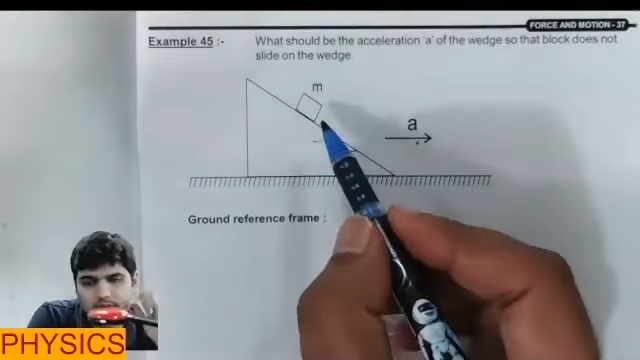 FORCE AND MOTION - 37
Example 45 :- What should be the acceleration 'a' of the wedge so that block does not
slide on the wedge.
m
a
Ground reference frame :
PHYSICS